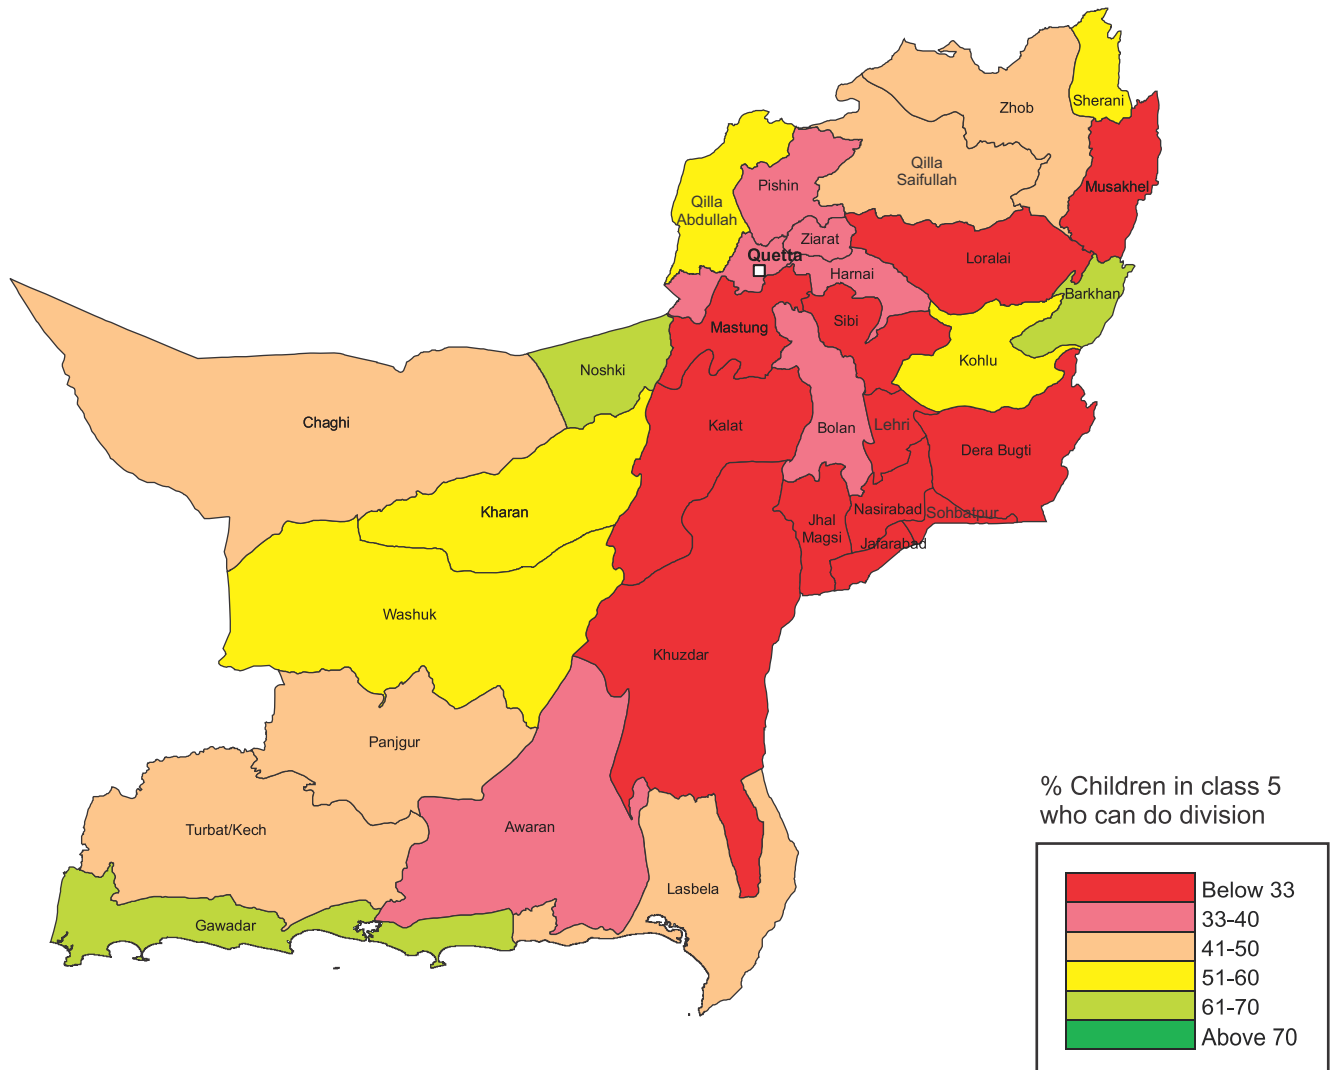 Zhob
Sherani
Qilla
Saifullah
Musakhel
Pishin
Qilla
Abdullah
Ziarat
Quetta
Loralai
Harnai
Barkhan
Mastung
Sibi
Kohlu
Noshki
Chaghi
Kalat
Bolan
Lehri
Dera Bugti
Kharan
Nasirabad
Sohbatpur
Jhal
Magsi
Jafarabad
Washuk
Khuzdar
Panjgur
Turbat/Kech
Awaran
Lasbela
Gawadar
% Children in class 5
who can do division
Below 33
33-40
41-50
51-60
61-70
Above 70